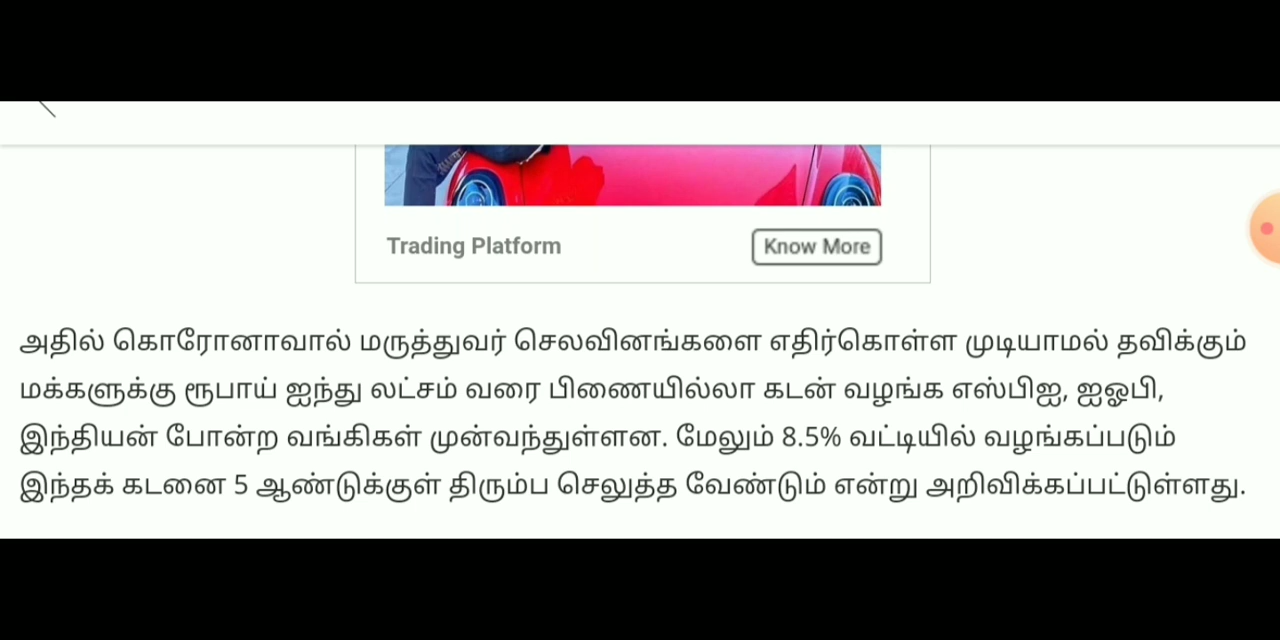 Trading Platform
Know More
அதில் கொரோனாவால் மருத்துவர் செலவினங்களை எதிர்கொள்ள முடியாமல் தவிக்கும்
மக்களுக்கு ரூபாய் ஐந்து லட்சம் வரை பிணையில்லா கடன் வழங்க எஸ்பிஐ, ஐஓபி,
இந்தியன் போன்ற வங்கிகள் முன்வந்துள்ளன. மேலும் 8.5% வட்டியில் வழங்கப்படும்
இந்தக் கடனை 5 ஆண்டுக்குள் திரும்ப செலுத்த வேண்டும் என்று அறிவிக்கப்பட்டுள்ளது.